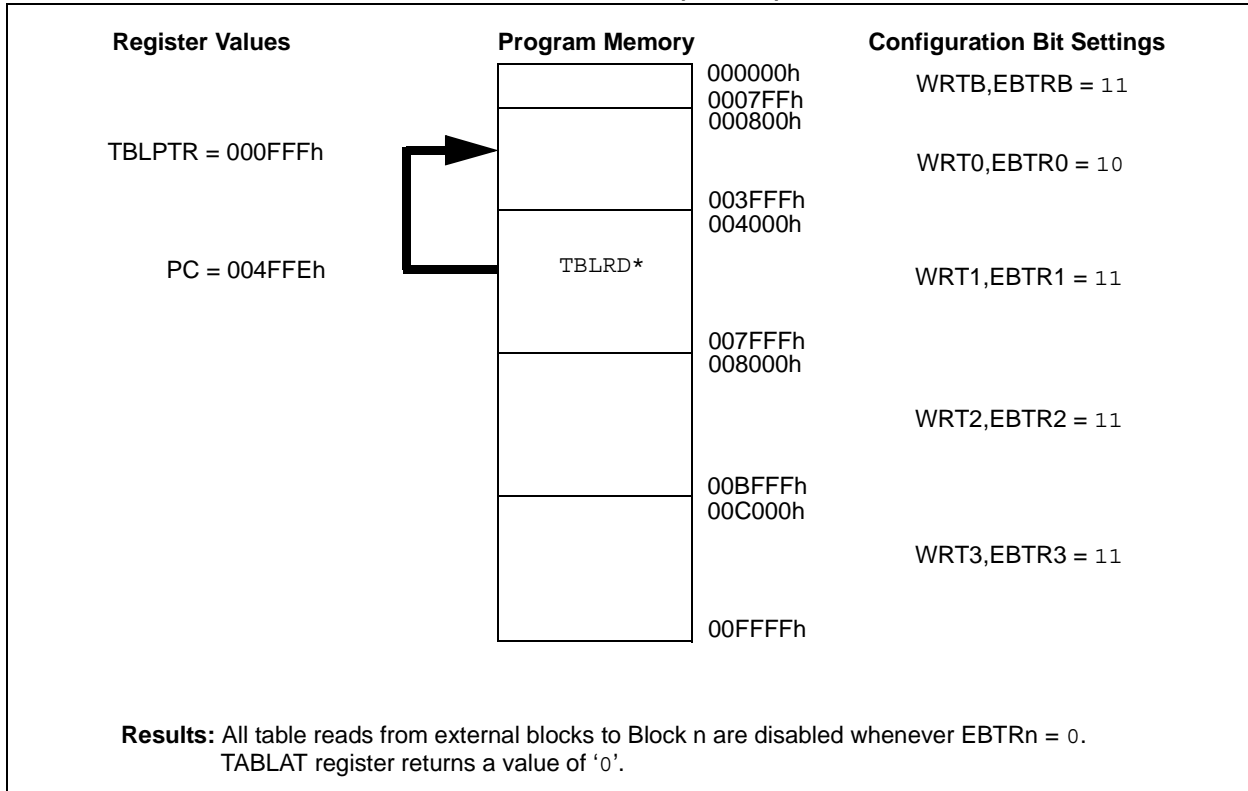 Register Values Program Memory Configuration Bit Settings
000000h
WRTB,EBTRB = 11
0007FFh
000800h
TBLPTR = 000FFFh
WRT0,EBTR0 = 10
003FFFh
004000h
PC = 004FFEh TBLRD* WRT1,EBTR1 = 11
007FFFh
008000h
WRT2,EBTR2 = 11
00BFFFh
00C000h
WRT3,EBTR3 = 11
00FFFFh
Results: All table reads from external blocks to Block n are disabled whenever EBTRn = 0.
TABLAT register returns a value of ‘0’.